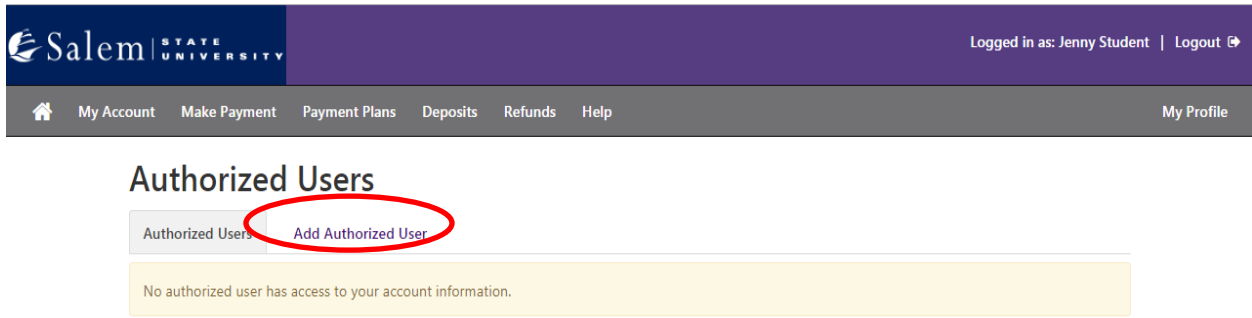 Salem STATE UNIVERSITY
Logged in as: Jenny Student | Logout
My Account Make Payment Payment Plans Deposits Refunds Help My Profile
Authorized Users
Authorized Users Add Authorized User
No authorized user has access to your account information.